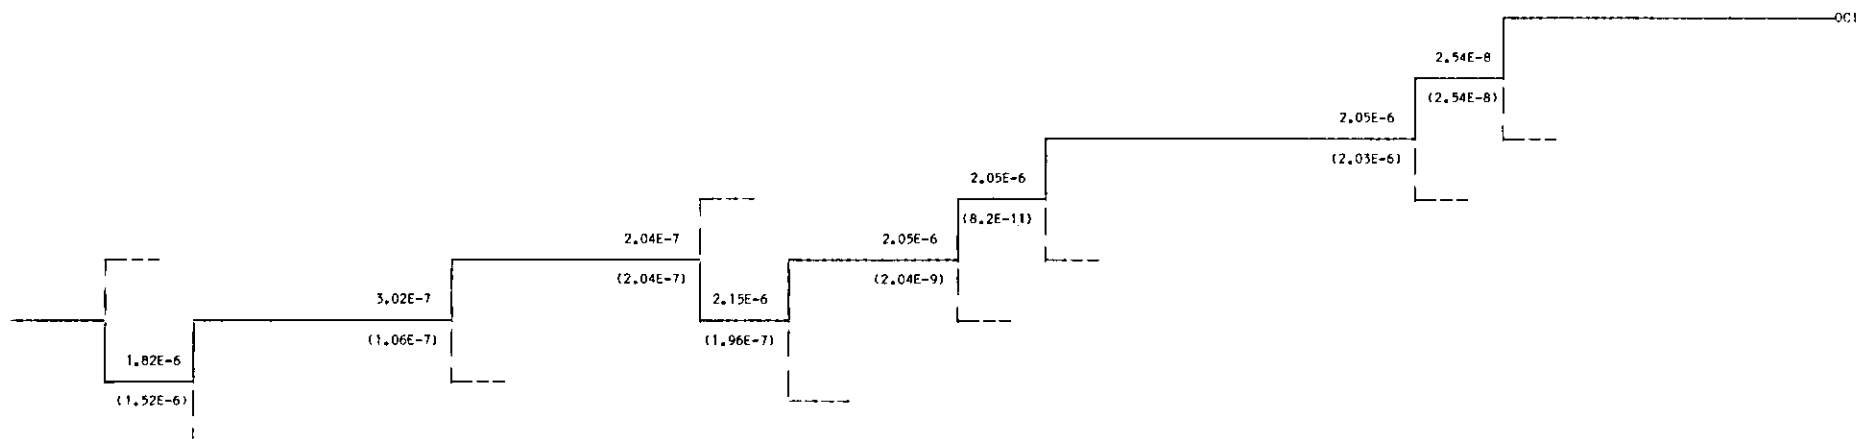 OCI
2.54E-8
(2.54E-8)
2.05E-6
(2.03E-6)
2.05E-6
(8.2E-11)
2.04E-7
(2.04E-7)
2.05E-6
(2.04E-9)
3.02E-7
(1.06E-7)
2.15E-6
(1.96E-7)
1.82E-6
(1.52E-6)